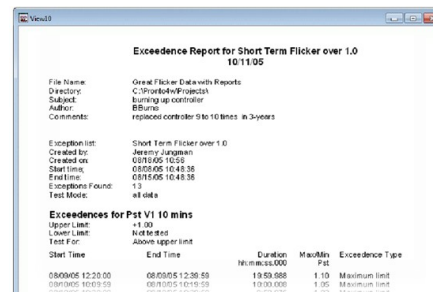 View10
Exceedence Report for Short Term Flicker over 1.0
10/11/05
File Name: Great Flicker Data with Reports
Directory: C:\Pronto4w\Projects\
Subject: burning up controller
Author: BBurns
Comments: replaced controller 9 to 10 times in 3-years
Exception list: Short Term Flicker over 1.0
Created by: Jeremy Jungman
Created on: 08/18/05 10:56
Start time; 08/08/05 10:48:36
End time: 08/15/05 10:48:36
Exceptions Found: 13
Test Mode: all data
Exceedences for Pst V1 10 mins
Upper Limit: +1.00
Lower Limit: Not tested
Test For: Above upper limit
Start Time End Time Duration Max/Min Exceedence Type
hh:mm:ss.000 Pst
08/09/05 12:20:00 08/09/05 12:39:59 19:59.988 1.10 Maximum limit
08/10/05 10:09:59 08/10/05 10:19:59 10:00.008 1.05 Maximum limit